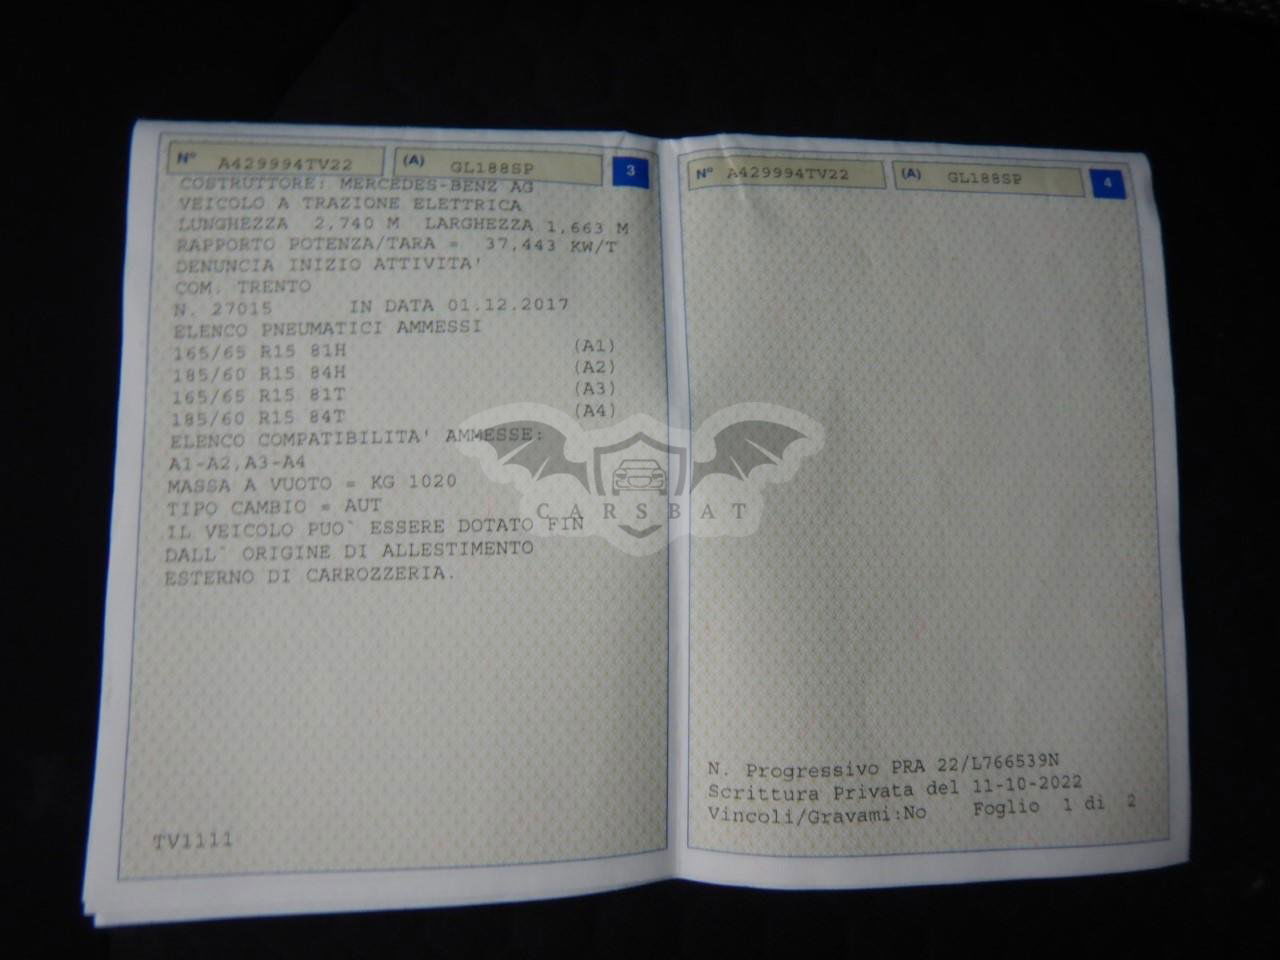 N° A429994TV22 (A) GL188SP 3
COSTRUTTORE: MERCEDES-BENZ AG
VEICOLO A TRAZIONE ELETTRICA
LUNGHEZZA 2,740 M LARGHEZZA 1,663 M
RAPPORTO POTENZA/TARA = 37,443 KW/T
DENUNCIA INIZIO ATTIVITA'
COM. TRENTO
N. 27015 IN DATA 01.12.2017
ELENCO PNEUMATICI AMMESSI
165/65 R15 81H (A1)
185/60 R15 84H (A2)
165/65 R15 81T (A3)
185/60 R15 84T (A4)
ELENCO COMPATIBILITA' AMMESSE:
A1-A2,A3-A4
MASSA A VUOTO = KG 1020
TIPO CAMBIO = AUT
IL VEICOLO PUO` ESSERE DOTATO FIN
DALL` ORIGINE DI ALLESTIMENTO
ESTERNO DI CARROZZERIA.
TV1111
N° A429994TV22 (A) GL188SP 4
N. Progressivo PRA 22/L766539N
Scrittura Privata del 11-10-2022
Vincoli/Gravami:No Foglio 1 di 2
CARSBAT